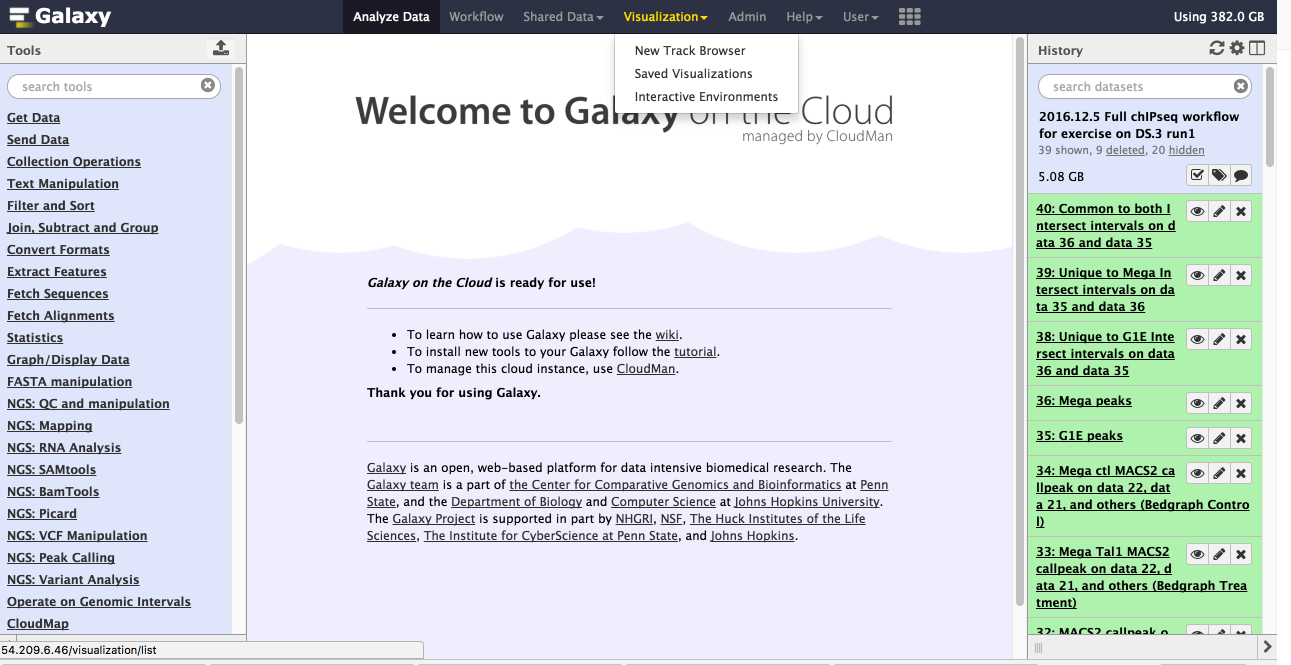 Galaxy
Analyze Data
Workflow
Shared Data
Visualization
Admin
Help
User
Using 382.0 GB
New Track Browser
Saved Visualizations
Interactive Environments
Tools
search tools
Get Data
Send Data
Collection Operations
Text Manipulation
Filter and Sort
Join, Subtract and Group
Convert Formats
Extract Features
Fetch Sequences
Fetch Alignments
Statistics
Graph/Display Data
FASTA manipulation
NGS: QC and manipulation
NGS: Mapping
NGS: RNA Analysis
NGS: SAMtools
NGS: BamTools
NGS: Picard
NGS: VCF Manipulation
NGS: Peak Calling
NGS: Variant Analysis
Operate on Genomic Intervals
CloudMap
54.209.6.46/visualization/list
Welcome to Galaxy on the Cloud
managed by CloudMan
Galaxy on the Cloud is ready for use!
• To learn how to use Galaxy please see the wiki.
• To install new tools to your Galaxy follow the tutorial.
• To manage this cloud instance, use CloudMan.
Thank you for using Galaxy.
Galaxy is an open, web-based platform for data intensive biomedical research. The
Galaxy team is a part of the Center for Comparative Genomics and Bioinformatics at Penn
State, and the Department of Biology and Computer Science at Johns Hopkins University.
The Galaxy Project is supported in part by NHGRI, NSF, The Huck Institutes of the Life
Sciences, The Institute for CyberScience at Penn State, and Johns Hopkins.
History
search datasets
2016.12.5 Full chIPseq workflow
for exercise on DS.3 run1
39 shown, 9 deleted, 20 hidden
5.08 GB
40: Common to both I
ntersect intervals on d
ata 36 and data 35
39: Unique to Mega In
tersect intervals on da
ta 35 and data 36
38: Unique to G1E Inte
rsect intervals on data
36 and data 35
36: Mega peaks
35: G1E peaks
34: Mega ctl MACS2 ca
llpeak on data 22, dat
a 21, and others (Bedgraph Contro
l)
33: Mega Tal1 MACS2
callpeak on data 22, d
ata 21, and others (Bedgraph Trea
tment)
32: MACS2 callpeak o